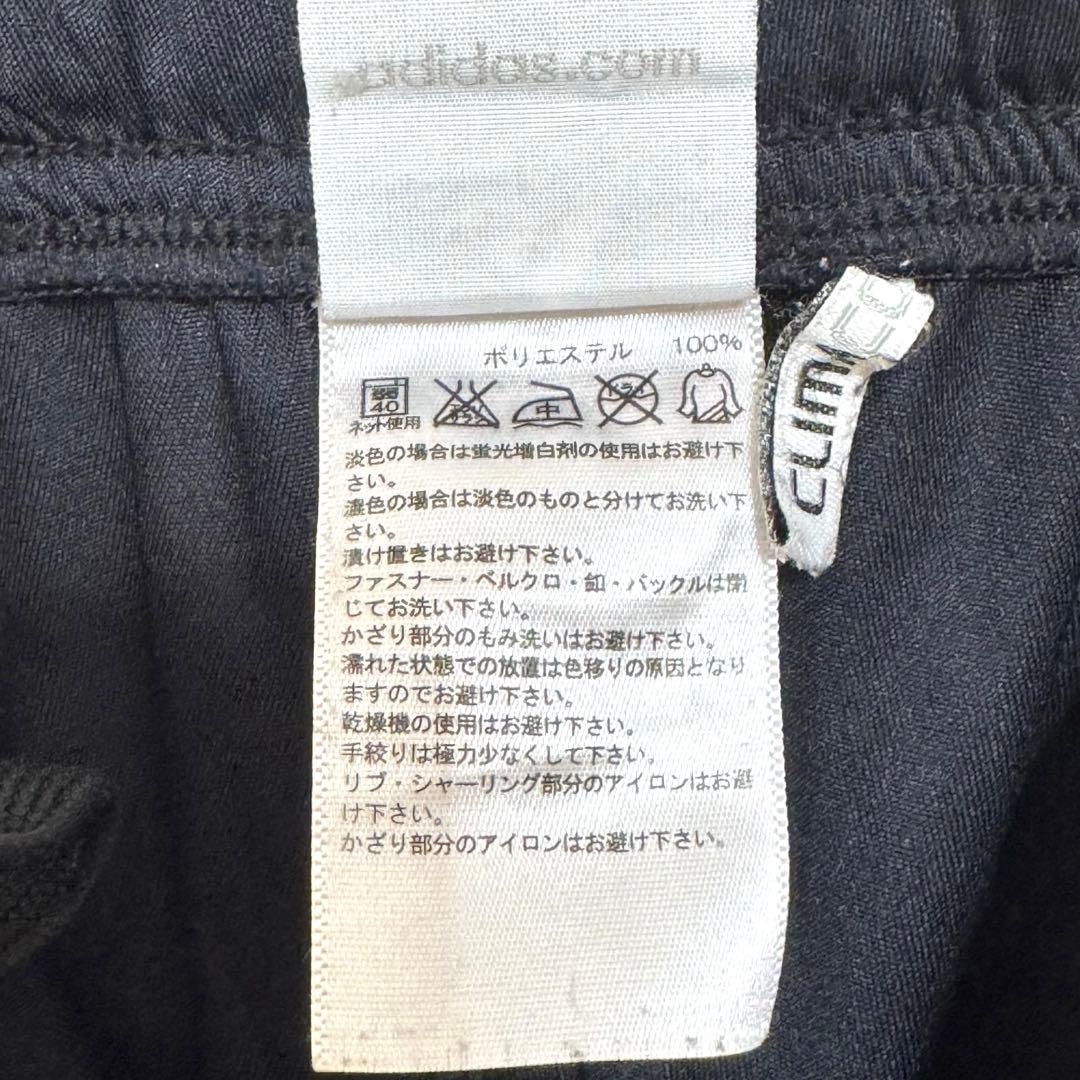 adidas.com
ポリエステル 100%
弱
40
中
ドライ
ネット使用
淡色の場合は蛍光増白剤の使用はお避け下
さい。
濃色の場合は淡色のものと分けてお洗い下
さい。
漬け置きはお避け下さい。
ファスナー・ベルクロ・釦・バックルは閉
じてお洗い下さい。
かざり部分のもみ洗いはお避け下さい。
濡れた状態での放置は色移りの原因となり
ますのでお避け下さい。
乾燥機の使用はお避け下さい。
手絞りは極力少なくして下さい。
リブ・シャーリング部分のアイロンはお避
け下さい。
かざり部分のアイロンはお避け下さい。
CLIM